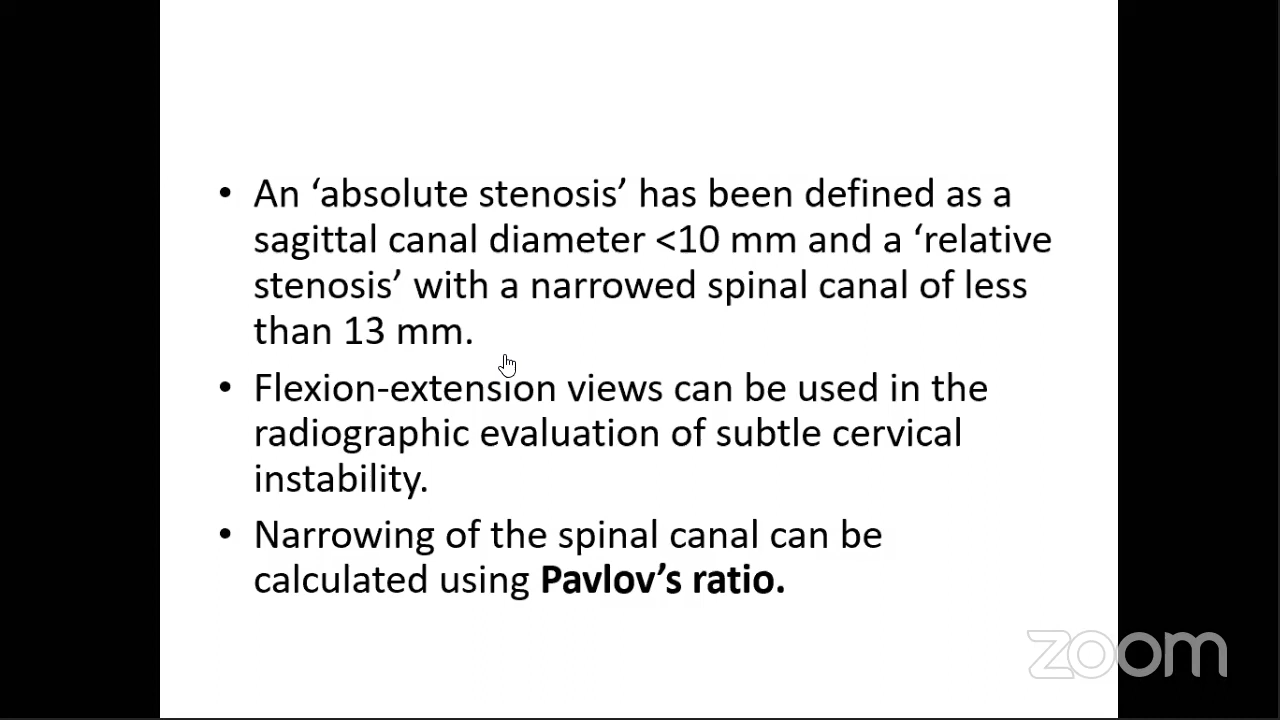 • An ‘absolute stenosis’ has been defined as a
sagittal canal diameter <10 mm and a ‘relative
stenosis’ with a narrowed spinal canal of less
than 13 mm.
• Flexion-extension views can be used in the
radiographic evaluation of subtle cervical
instability.
• Narrowing of the spinal canal can be
calculated using Pavlov’s ratio.
zoom